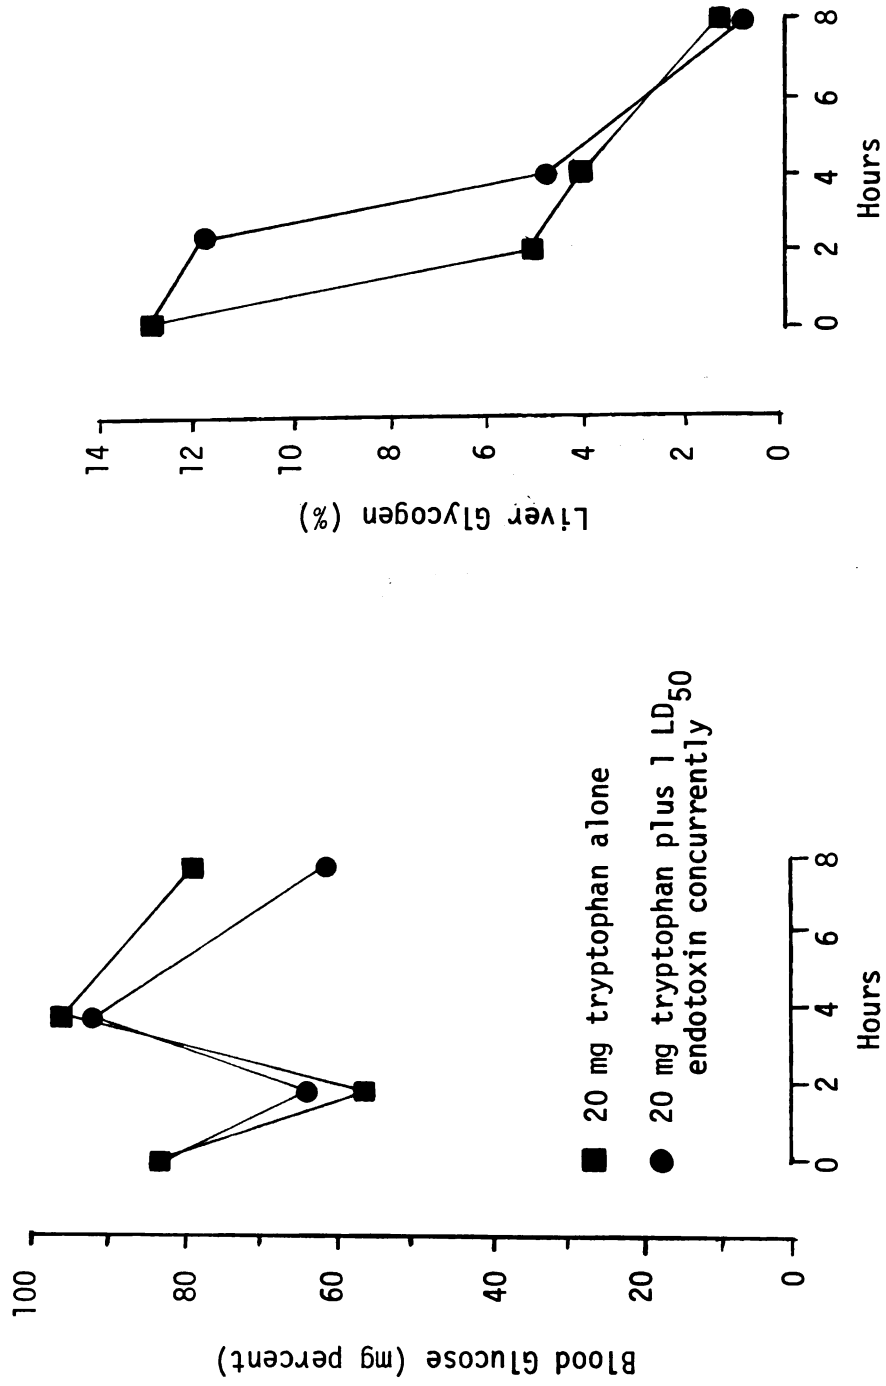 Blood Glucose (mg percent)
100
80
60
40
20
0
0 2 4 6 8
Hours
20 mg tryptophan alone
20 mg tryptophan plus 1 LD50
endotoxin concurrently
Liver Glycogen (%)
14
12
10
8
6
4
2
0
0 2 4 6 8
Hours